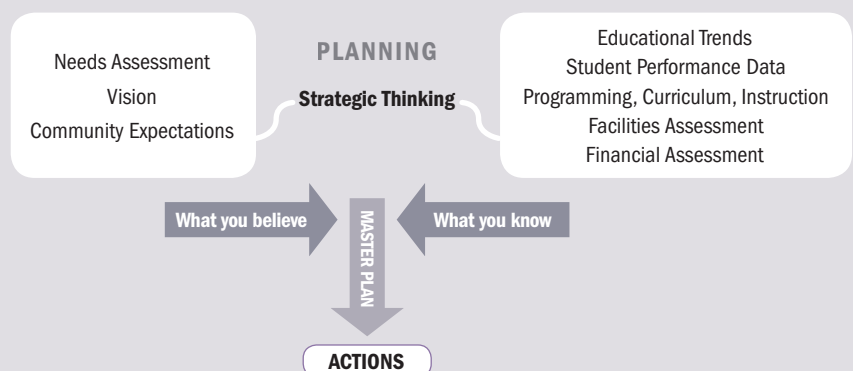 PLANNING
Strategic Thinking
Needs Assessment
Vision
Community Expectations
Educational Trends
Student Performance Data
Programming, Curriculum, Instruction
Facilities Assessment
Financial Assessment
What you believe
MASTER PLAN
What you know
ACTIONS